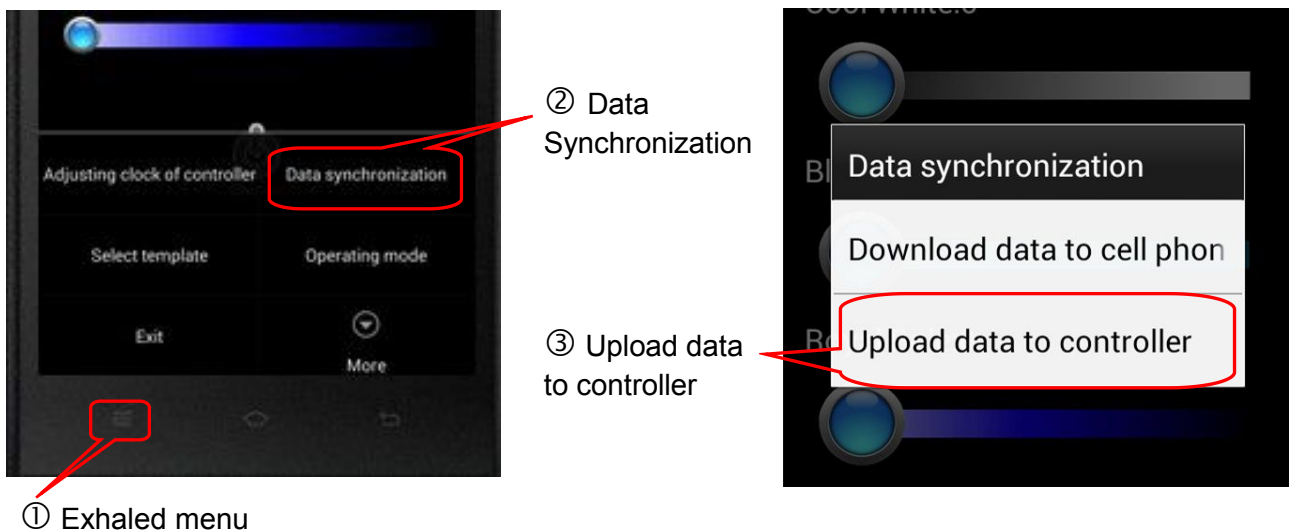 Adjusting clock of controller
Data synchronization
Select template
Operating mode
Exit
More
① Exhaled menu
② Data
Synchronization
③ Upload data
to controller
Data synchronization
Download data to cell phon
Upload data to controller